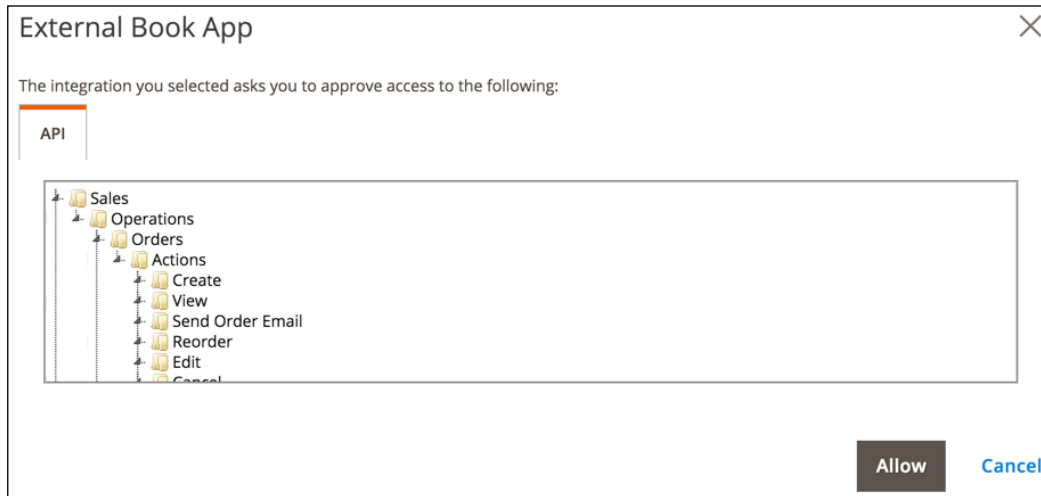 External Book App
The integration you selected asks you to approve access to the following:
API
Sales
Operations
Orders
Actions
Create
View
Send Order Email
Reorder
Edit
Cancel
Allow
Cancel